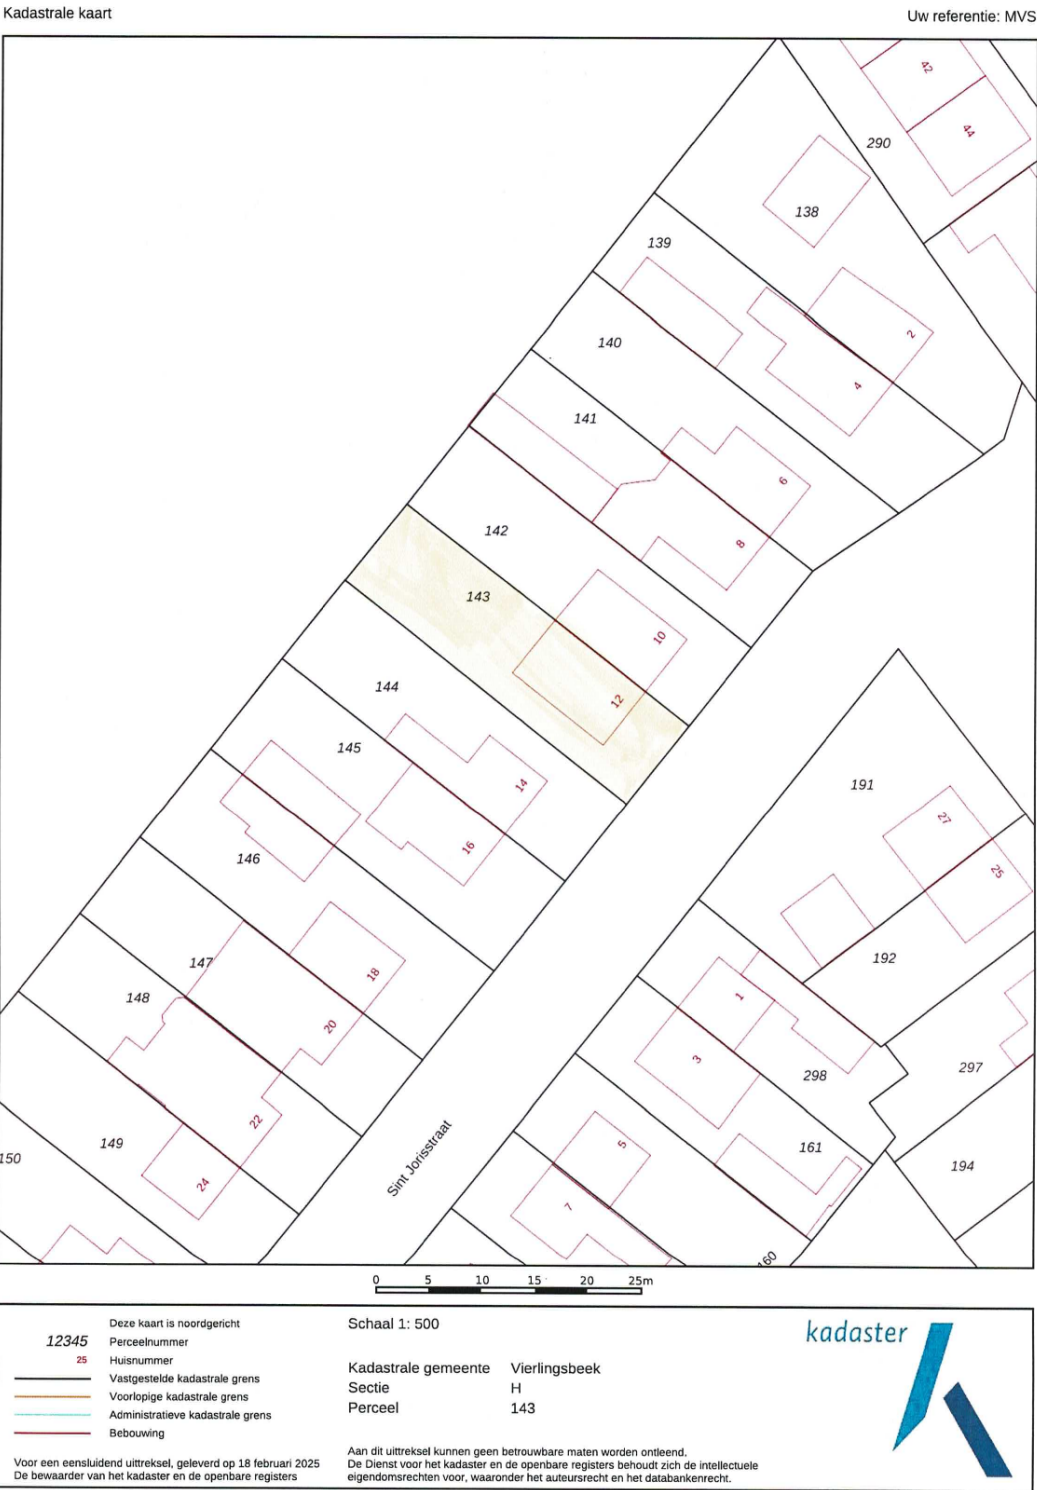 Kadastrale kaart
Uw referentie: MVS
42
44
290
138
139
2
140
4
141
6
142
8
143
10
12
144
145
14
191
27
16
25
146
192
147
18
148
1
20
3
298
297
22
149
5
161
150
24
194
7
Sint Jorisstraat
160
0 5 10 15 20 25m
Deze kaart is noordgericht
12345 Perceelnummer
25 Huisnummer
Vastgestelde kadastrale grens
Voorlopige kadastrale grens
Administratieve kadastrale grens
Bebouwing
Voor een eensluidend uittreksel, geleverd op 18 februari 2025
De bewaarder van het kadaster en de openbare registers
Schaal 1: 500
Kadastrale gemeente Vierlingsbeek
Sectie H
Perceel 143
Aan dit uittreksel kunnen geen betrouwbare maten worden ontleend.
De Dienst voor het kadaster en de openbare registers behoudt zich de intellectuele
eigendomsrechten voor, waaronder het auteursrecht en het databankenrecht.
kadaster